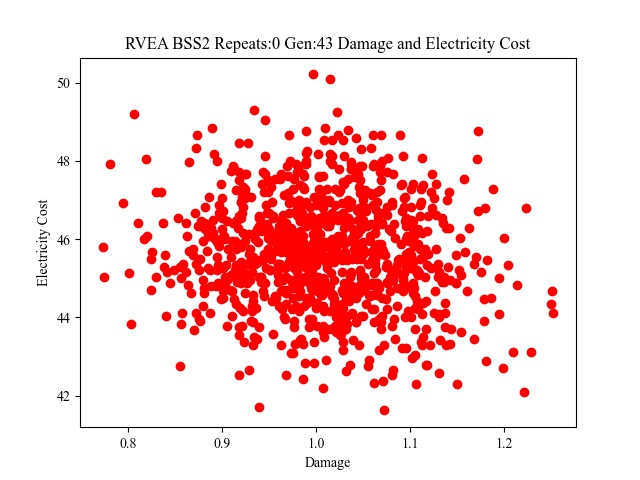 RVEA BSS2 Repeats:0 Gen:43 Damage and Electricity Cost
50
48
46
44
42
Electricity Cost
0.8 0.9 1.0 1.1 1.2
Damage